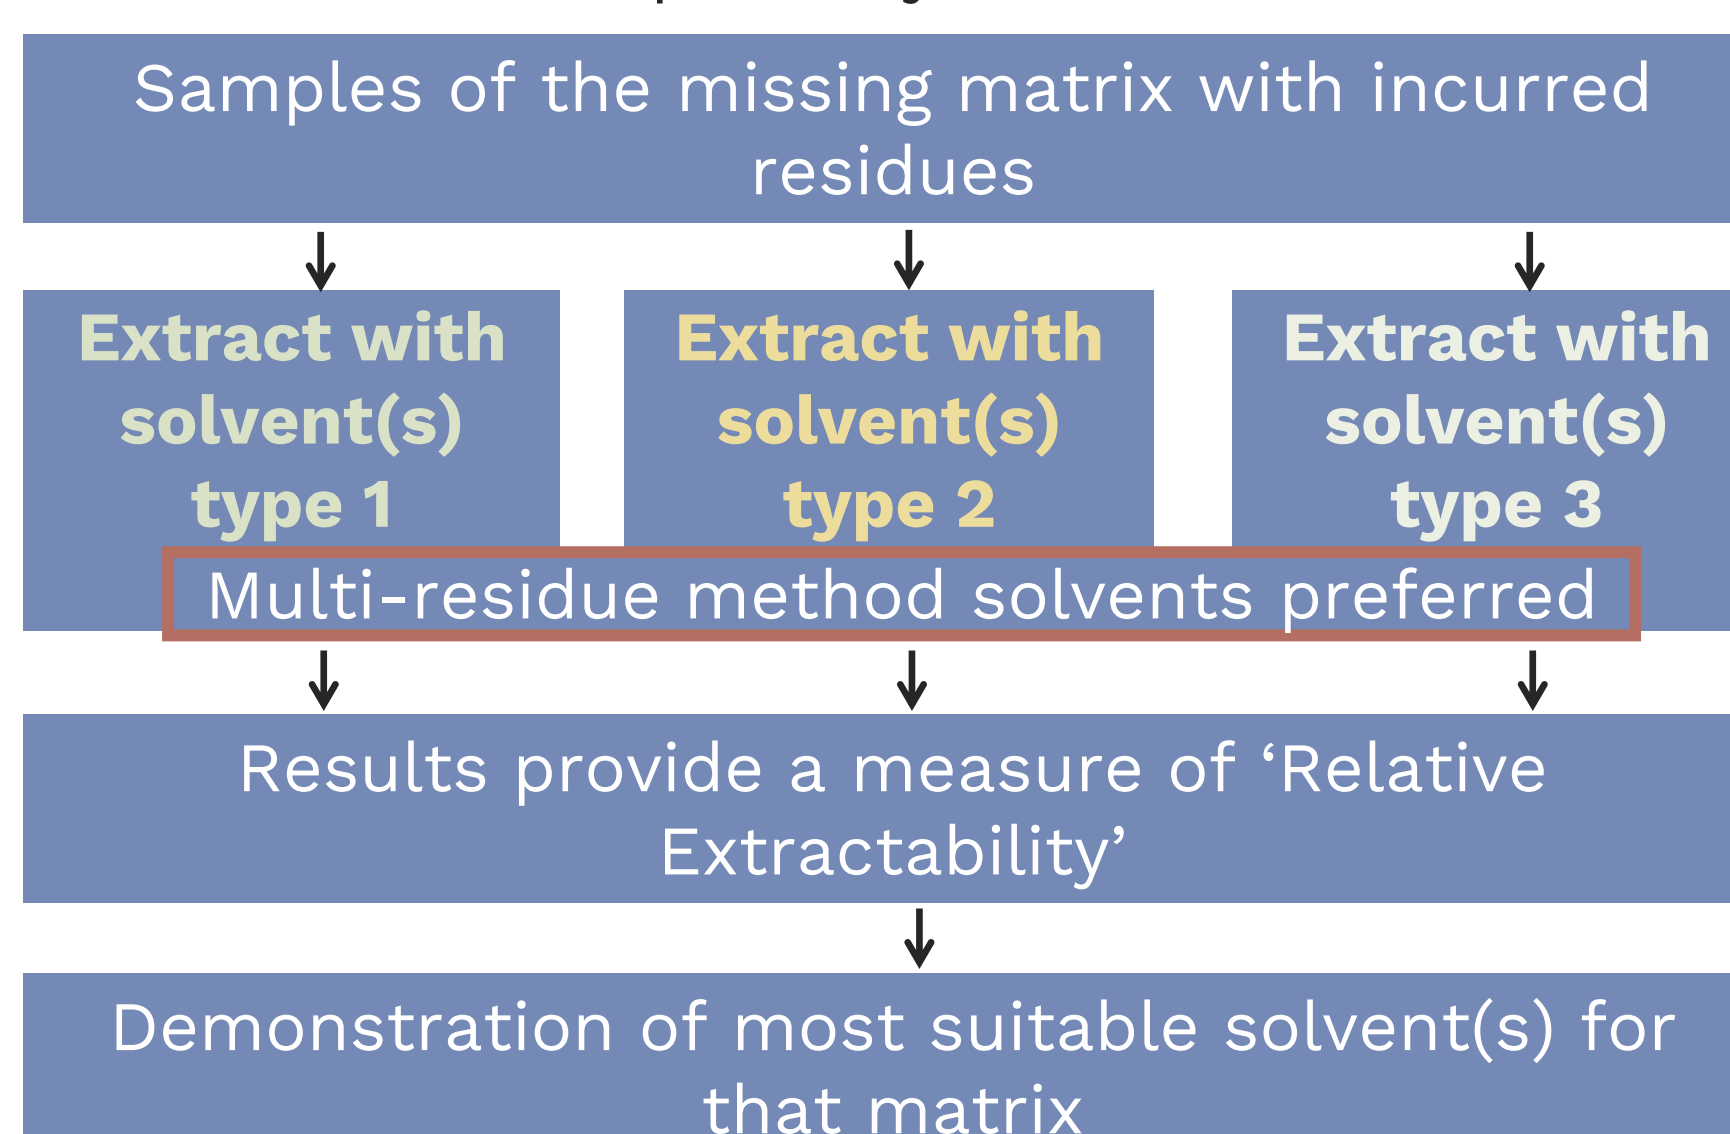 Samples of the missing matrix with incurred
residues
Extract with
solvent(s)
type 1
Extract with
solvent(s)
type 2
Extract with
solvent(s)
type 3
Multi-residue method solvents preferred
Results provide a measure of ‘Relative
Extractability’
Demonstration of most suitable solvent(s) for
that matrix